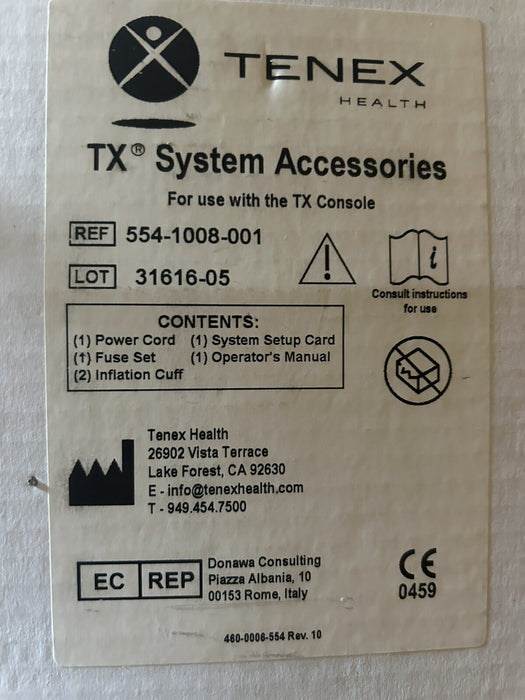 TENEX
HEALTH
TX® System Accessories
For use with the TX Console
REF 554-1008-001
LOT 31616-05
Consult instructions
for use
CONTENTS:
(1) Power Cord (1) System Setup Card
(1) Fuse Set (1) Operator's Manual
(2) Inflation Cuff
Tenex Health
26902 Vista Terrace
Lake Forest, CA 92630
E - info@tenexhealth.com
T - 949.454.7500
EC REP
Donawa Consulting
Piazza Albania, 10
00153 Rome, Italy
CE
0459
460-0006-554 Rev. 10